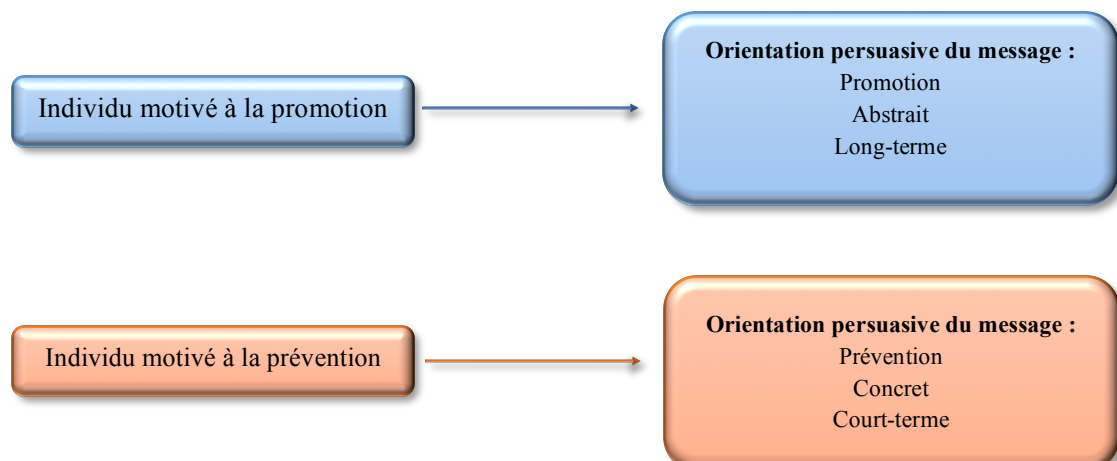 Orientation persuasive du message :
Promotion
Abstrait
Long-terme
Individu motivé à la promotion
Orientation persuasive du message :
Prévention
Concret
Court-terme
Individu motivé à la prévention